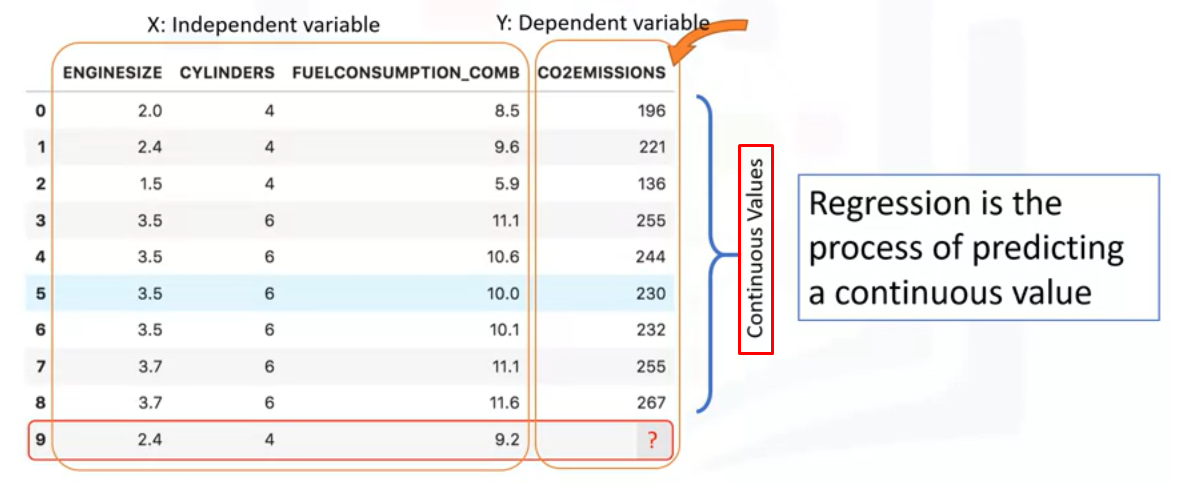 X: Independent variable Y: Dependent variable
ENGINESIZE CYLINDERS FUELCONSUMPTION_COMB CO2EMISSIONS
0 2.0 4 8.5 196
1 2.4 4 9.6 221
2 1.5 4 5.9 136
3 3.5 6 11.1 255
4 3.5 6 10.6 244
5 3.5 6 10.0 230
6 3.5 6 10.1 232
7 3.7 6 11.1 255
8 3.7 6 11.6 267
9 2.4 4 9.2 ?
Continuous Values
Regression is the
process of predicting
a continuous value